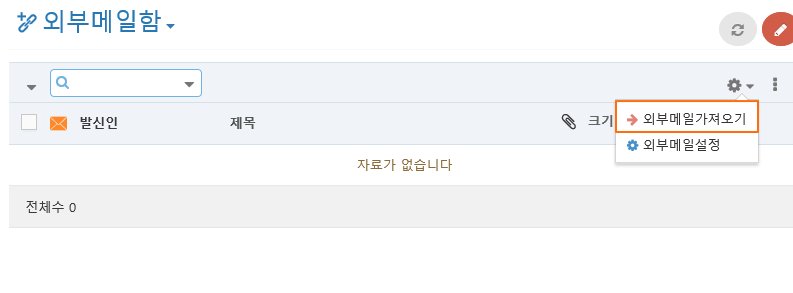 외부메일함
외부메일가져오기
발신인 제목 크기
외부메일설정
자료가 없습니다
전체수 0